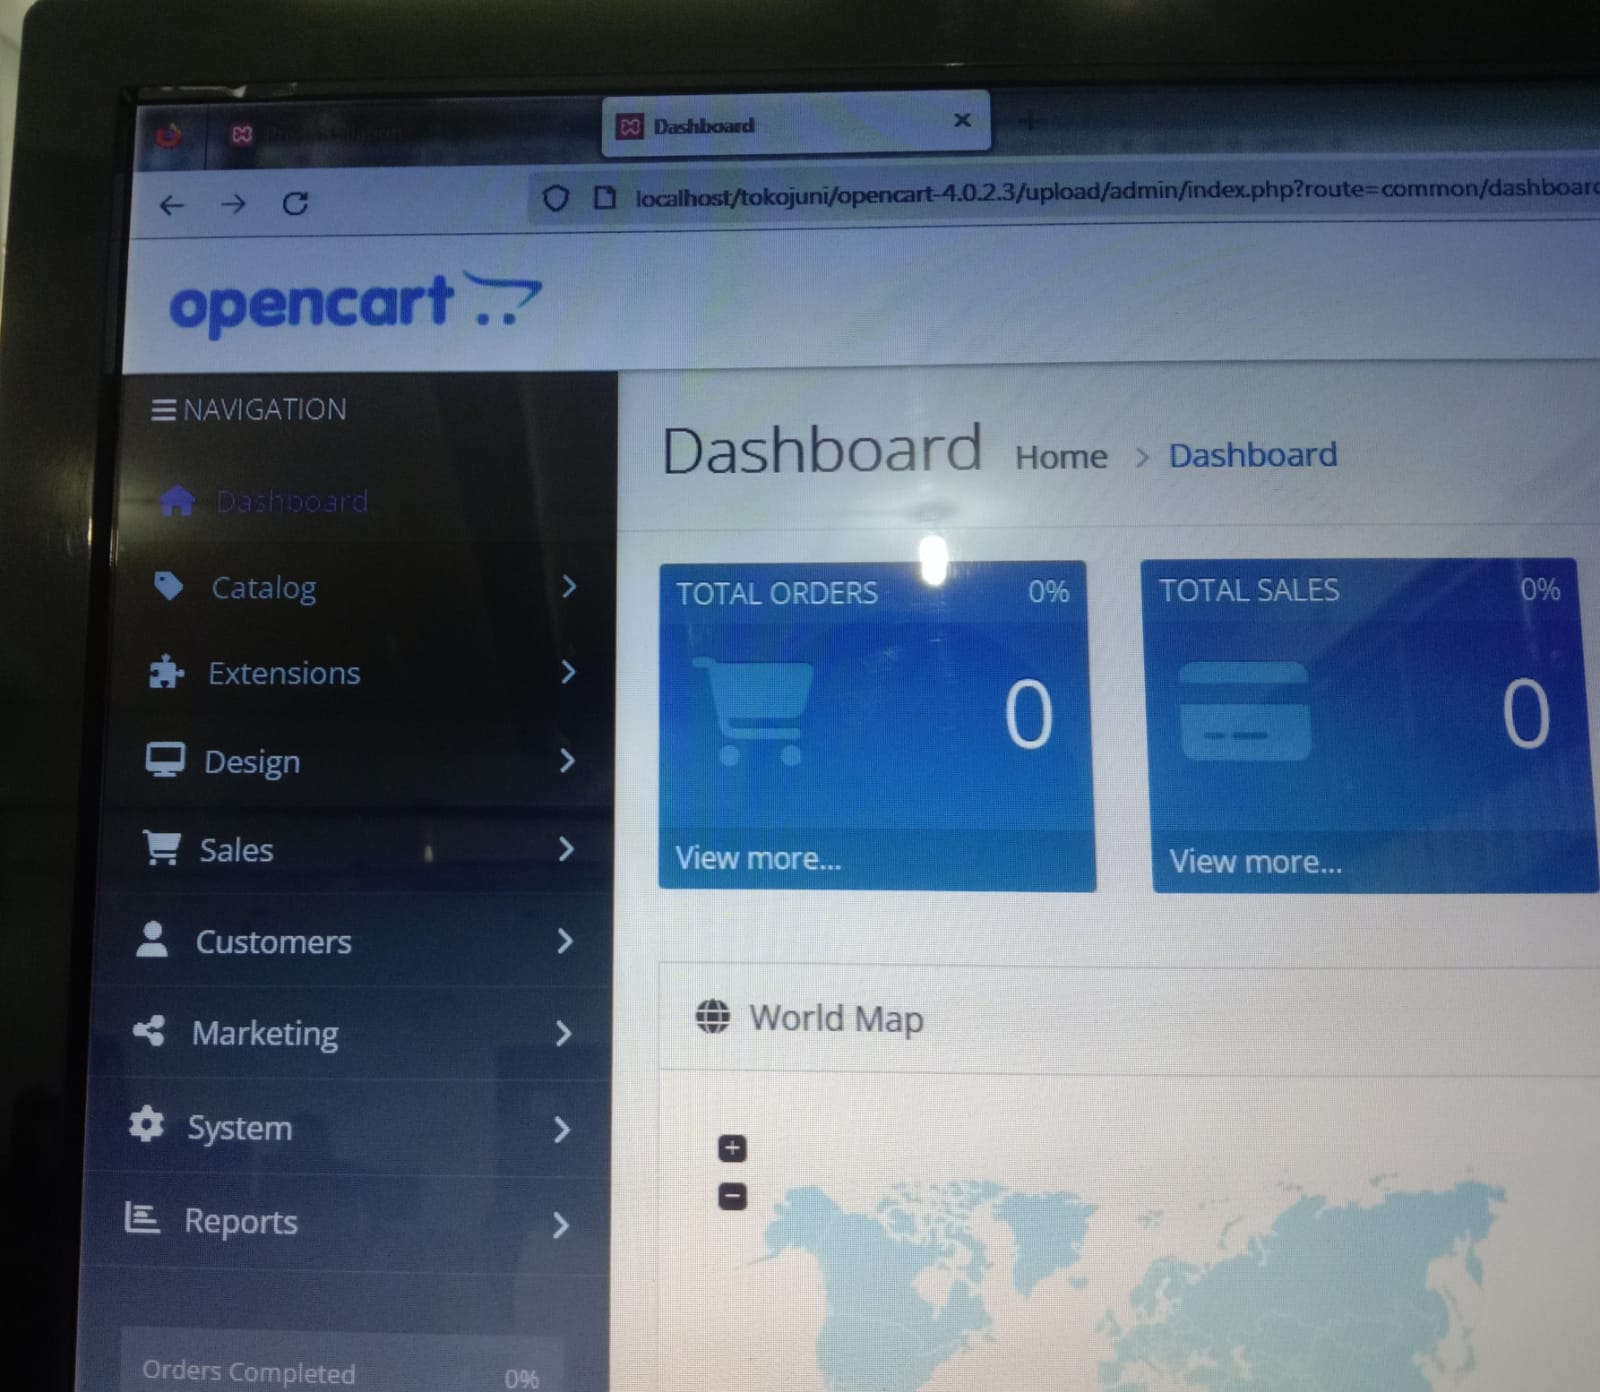 Dashboard
localhost/tokojuni/opencart-4.0.2.3/upload/admin/index.php?route=common/dashboard
opencart
NAVIGATION
Dashboard
Catalog
Extensions
Design
Sales
Customers
Marketing
System
Reports
Orders Completed 0%
Dashboard Home > Dashboard
TOTAL ORDERS 0%
0
View more...
TOTAL SALES 0%
0
View more...
World Map
+
−